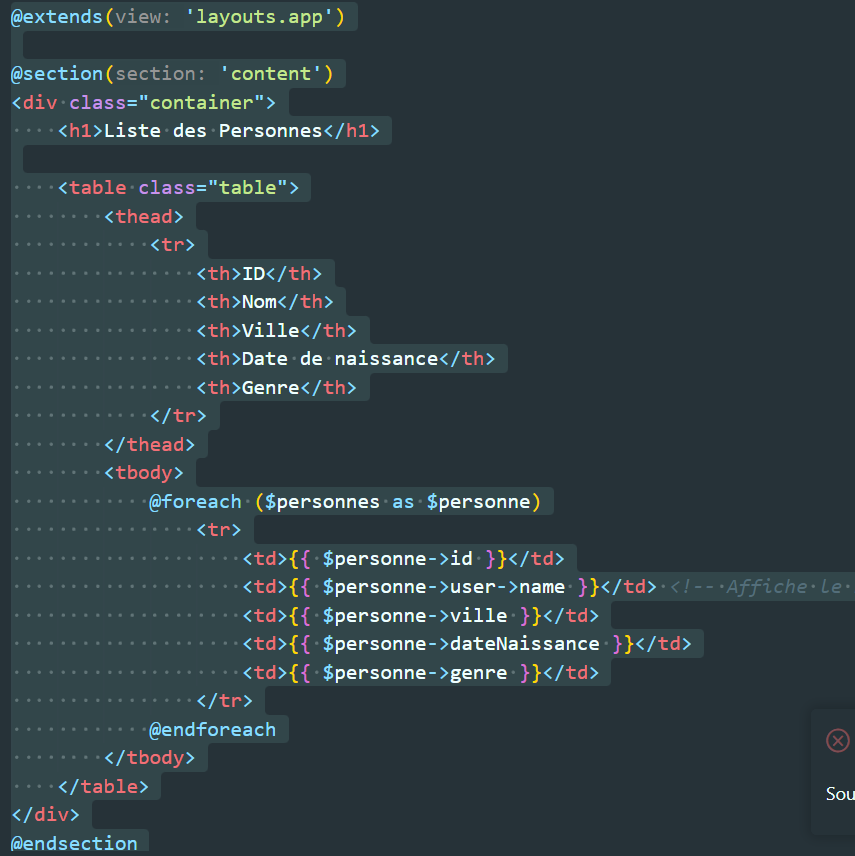 @extends(view: 'layouts.app')
@section(section: 'content')
<div class="container">
<h1>Liste des Personnes</h1>
<table class="table">
<thead>
<tr>
<th>ID</th>
<th>Nom</th>
<th>Ville</th>
<th>Date de naissance</th>
<th>Genre</th>
</tr>
</thead>
<tbody>
@foreach ($personnes as $personne)
<tr>
<td>{{ $personne->id }}</td>
<td>{{ $personne->user->name }}</td> <!-- Affiche le
<td>{{ $personne->ville }}</td>
<td>{{ $personne->dateNaissance }}</td>
<td>{{ $personne->genre }}</td>
</tr>
@endforeach
</tbody>
</table>
Sou
</div>
@endsection